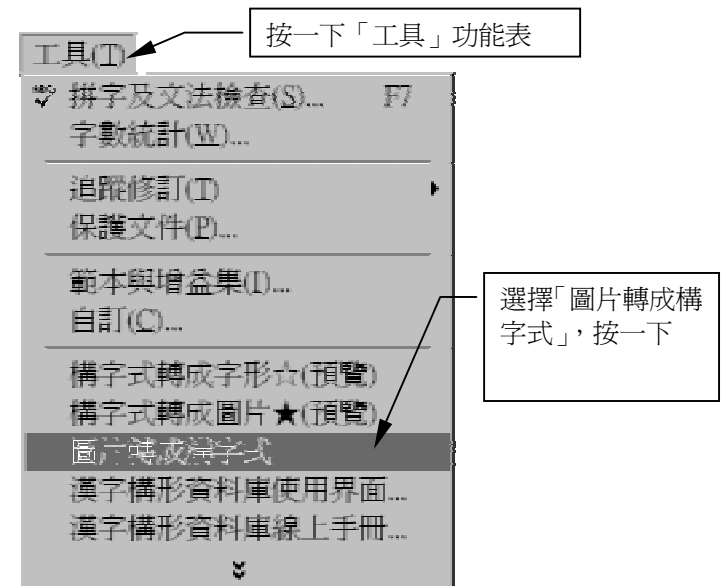 按一下「工具」功能表
工具(T)
拼字及文法檢查(S)... F7
字數統計(W)...
追蹤修訂(T)
保護文件(P)...
範本與增益集(I)...
自訂(C)...
選擇「圖片轉成構
字式」，按一下
構字式轉成字形☆(預覽)
構字式轉成圖片★(預覽)
圖片轉成構字式
漢字構形資料庫使用界面...
漢字構形資料庫線上手冊...